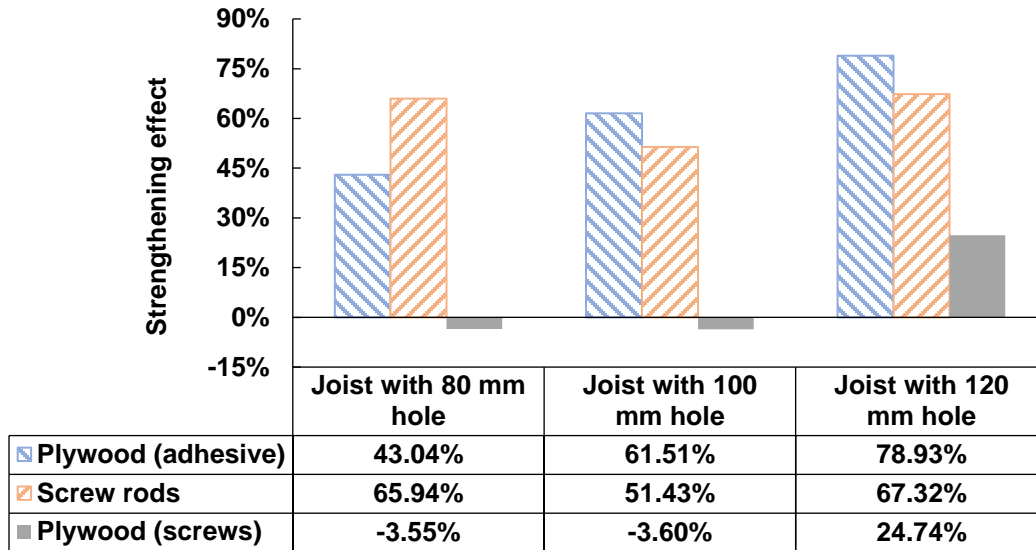 90%
75%
60%
45%
30%
15%
0%
-15%
Strengthening effect
Joist with 80 mm
hole
Joist with 100
mm hole
Joist with 120
mm hole
Plywood (adhesive) 43.04% 61.51% 78.93%
Screw rods 65.94% 51.43% 67.32%
Plywood (screws) -3.55% -3.60% 24.74%